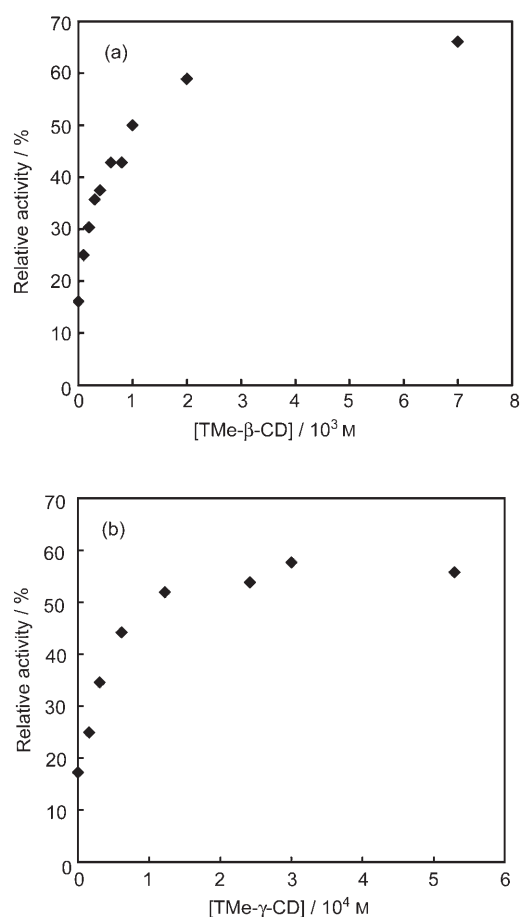 70
(a)
60
50
40
30
20
10
0
Relative activity / %
0 1 2 3 4 5 6 7 8
[TMe-β-CD] / 10³ M
70
(b)
60
50
40
30
20
10
0
Relative activity / %
0 1 2 3 4 5 6
[TMe-γ-CD] / 10⁴ M